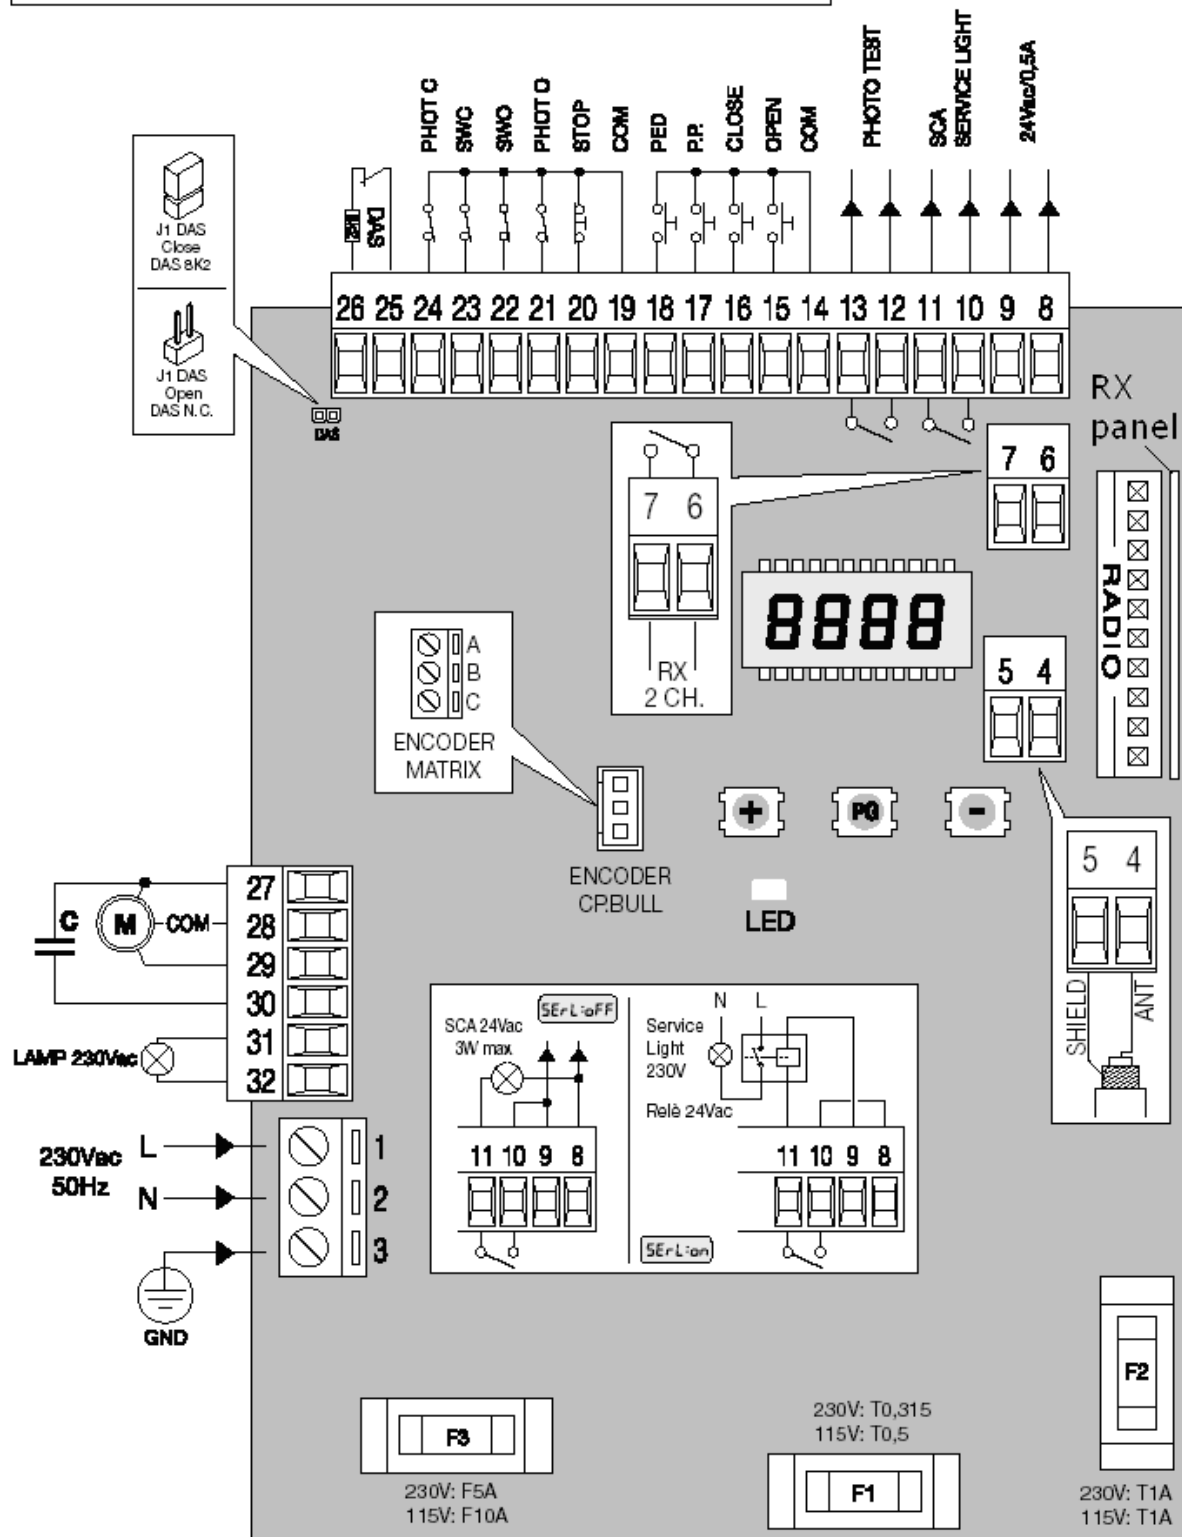 PHOT C
SWC
SWO
PHOT O
STOP
COM
PED
P.P.
CLOSE
OPEN
COM
PHOTO TEST
SCA
SERVICE LIGHT
24Vac/0,5A
J1 DAS
Close
DAS 8K2
J1 DAS
Open
DAS N.C.
8K2
DAS
26 25 24 23 22 21 20 19 18 17 16 15 14 13 12 11 10 9 8
DAS
RX
panel
7 6
7 6
RX
2 CH.
RADIO
8888
5 4
A
B
C
ENCODER
MATRIX
ENCODER
CP.BULL
+
PG
-
LED
5 4
SHIELD
ANT
C
M
COM
27
28
29
30
31
32
LAMP 230Vac
SCA 24Vac
3W max
SErL:oFF
11 10 9 8
N L
Service
Light
230V
Relè 24Vac
11 10 9 8
SErL:on
230Vac
50Hz
L
N
1
2
3
GND
F3
230V: F5A
115V: F10A
230V: T0,315
115V: T0,5
F1
F2
230V: T1A
115V: T1A